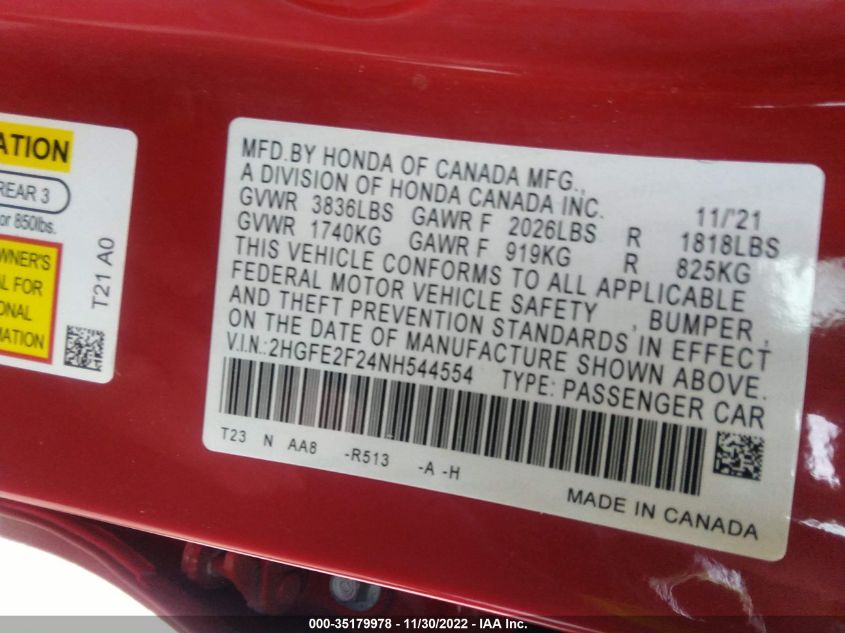 ATION
REAR 3
or 850lbs.
WNER'S
AL FOR
ONAL
MATION
T21 A0
MFD.BY HONDA OF CANADA MFG.,
A DIVISION OF HONDA CANADA INC. 11/'21
GVWR 3836LBS GAWR F 2026LBS R 1818LBS
GVWR 1740KG GAWR F 919KG R 825KG
THIS VEHICLE CONFORMS TO ALL APPLICABLE
FEDERAL MOTOR VEHICLE SAFETY , BUMPER ,
AND THEFT PREVENTION STANDARDS IN EFFECT
ON THE DATE OF MANUFACTURE SHOWN ABOVE.
V.I.N.:2HGFE2F24NH544554 TYPE: PASSENGER CAR
T23 N AA8 -R513 -A -H
MADE IN CANADA
000-35179978 - 11/30/2022 - IAA Inc.